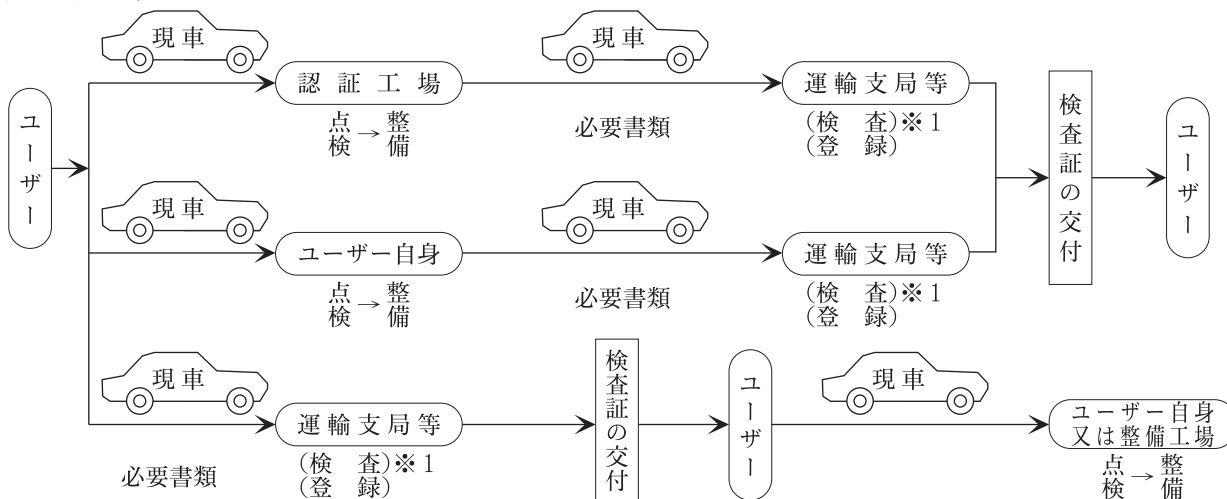 ユーザー
現車
認証工場
点検→整備
現車
必要書類
運輸支局等
(検 査)※1
(登 録)
現車
ユーザー自身
点検→整備
現車
必要書類
運輸支局等
(検 査)※1
(登 録)
検査証の交付
ユーザー
現車
必要書類
運輸支局等
(検 査)※1
(登 録)
検査証の交付
ユーザー
現車
ユーザー自身
又は整備工場
点検→整備